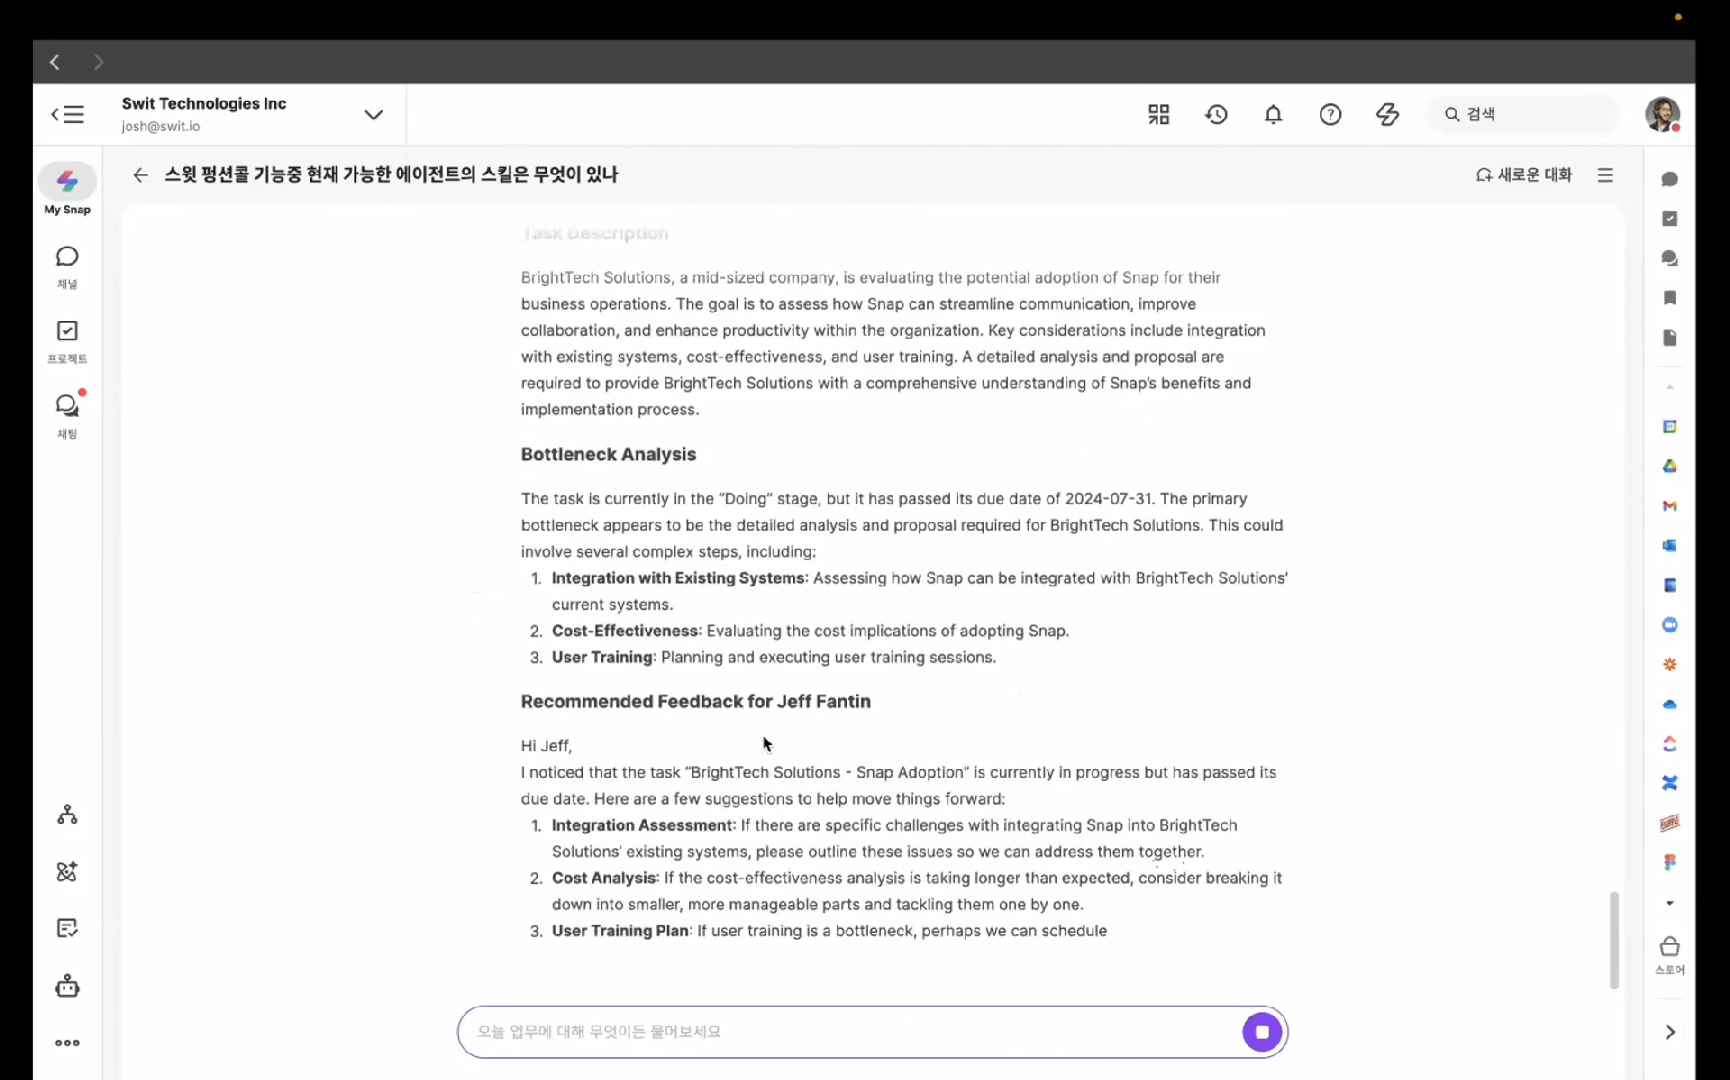 Swit Technologies Inc
josh@swit.io
검색
My Snap
채널
프로젝트
채팅
스윗 펑션콜 기능중 현재 가능한 에이전트의 스킬은 무엇이 있나
새로운 대화
Task Description
BrightTech Solutions, a mid-sized company, is evaluating the potential adoption of Snap for their
business operations. The goal is to assess how Snap can streamline communication, improve
collaboration, and enhance productivity within the organization. Key considerations include integration
with existing systems, cost-effectiveness, and user training. A detailed analysis and proposal are
required to provide BrightTech Solutions with a comprehensive understanding of Snap's benefits and
implementation process.
Bottleneck Analysis
The task is currently in the “Doing” stage, but it has passed its due date of 2024-07-31. The primary
bottleneck appears to be the detailed analysis and proposal required for BrightTech Solutions. This could
involve several complex steps, including:
1. Integration with Existing Systems: Assessing how Snap can be integrated with BrightTech Solutions’
current systems.
2. Cost-Effectiveness: Evaluating the cost implications of adopting Snap.
3. User Training: Planning and executing user training sessions.
Recommended Feedback for Jeff Fantin
Hi Jeff,
I noticed that the task “BrightTech Solutions - Snap Adoption” is currently in progress but has passed its
due date. Here are a few suggestions to help move things forward:
1. Integration Assessment: If there are specific challenges with integrating Snap into BrightTech
Solutions’ existing systems, please outline these issues so we can address them together.
2. Cost Analysis: If the cost-effectiveness analysis is taking longer than expected, consider breaking it
down into smaller, more manageable parts and tackling them one by one.
3. User Training Plan: If user training is a bottleneck, perhaps we can schedule
오늘 업무에 대해 무엇이든 물어보세요
스토어